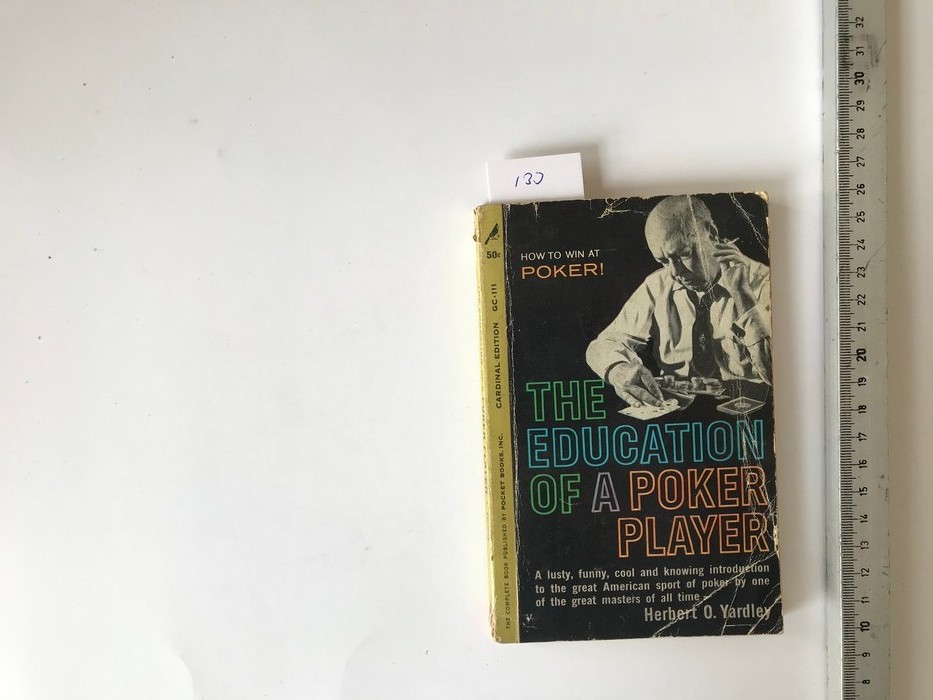 130
50c
GC·111
CARDINAL EDITION
THE COMPLETE BOOK PUBLISHED BY POCKET BOOKS, INC.
HOW TO WIN AT
POKER!
THE
EDUCATION
OF A POKER
PLAYER
A lusty, funny, cool and knowing introduction
to the great American sport of poker by one
of the great masters of all time –
Herbert O. Yardley
32
31
30
29
28
27
26
25
24
23
22
21
20
19
18
17
16
15
14
13
12
11
10
9
8